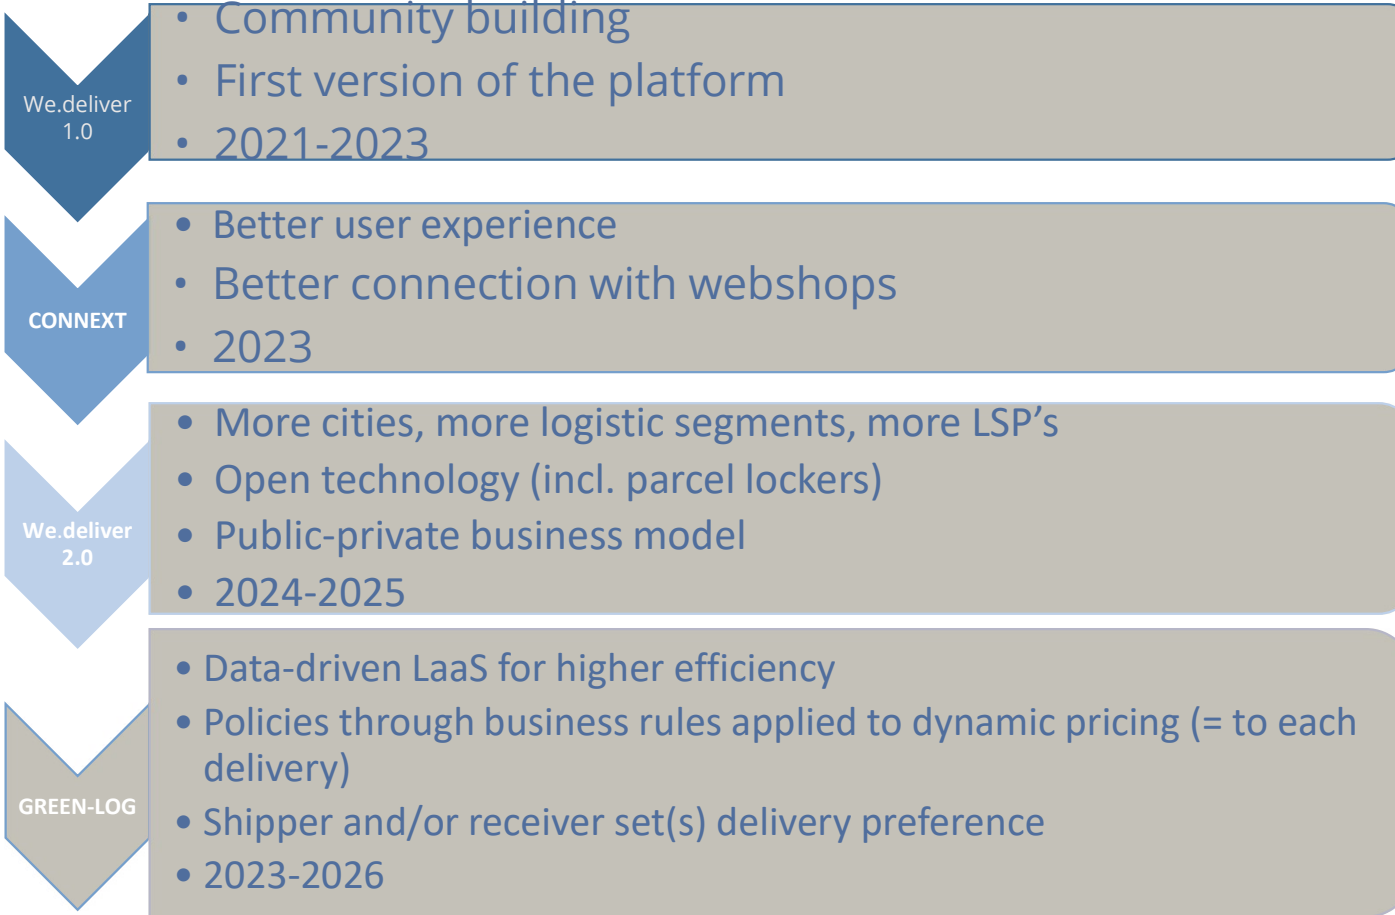 We.deliver
1.0
• Community building
• First version of the platform
• 2021-2023
CONNEXT
• Better user experience
• Better connection with webshops
• 2023
We.deliver
2.0
• More cities, more logistic segments, more LSP’s
• Open technology (incl. parcel lockers)
• Public-private business model
• 2024-2025
GREEN-LOG
• Data-driven LaaS for higher efficiency
• Policies through business rules applied to dynamic pricing (= to each
delivery)
• Shipper and/or receiver set(s) delivery preference
• 2023-2026